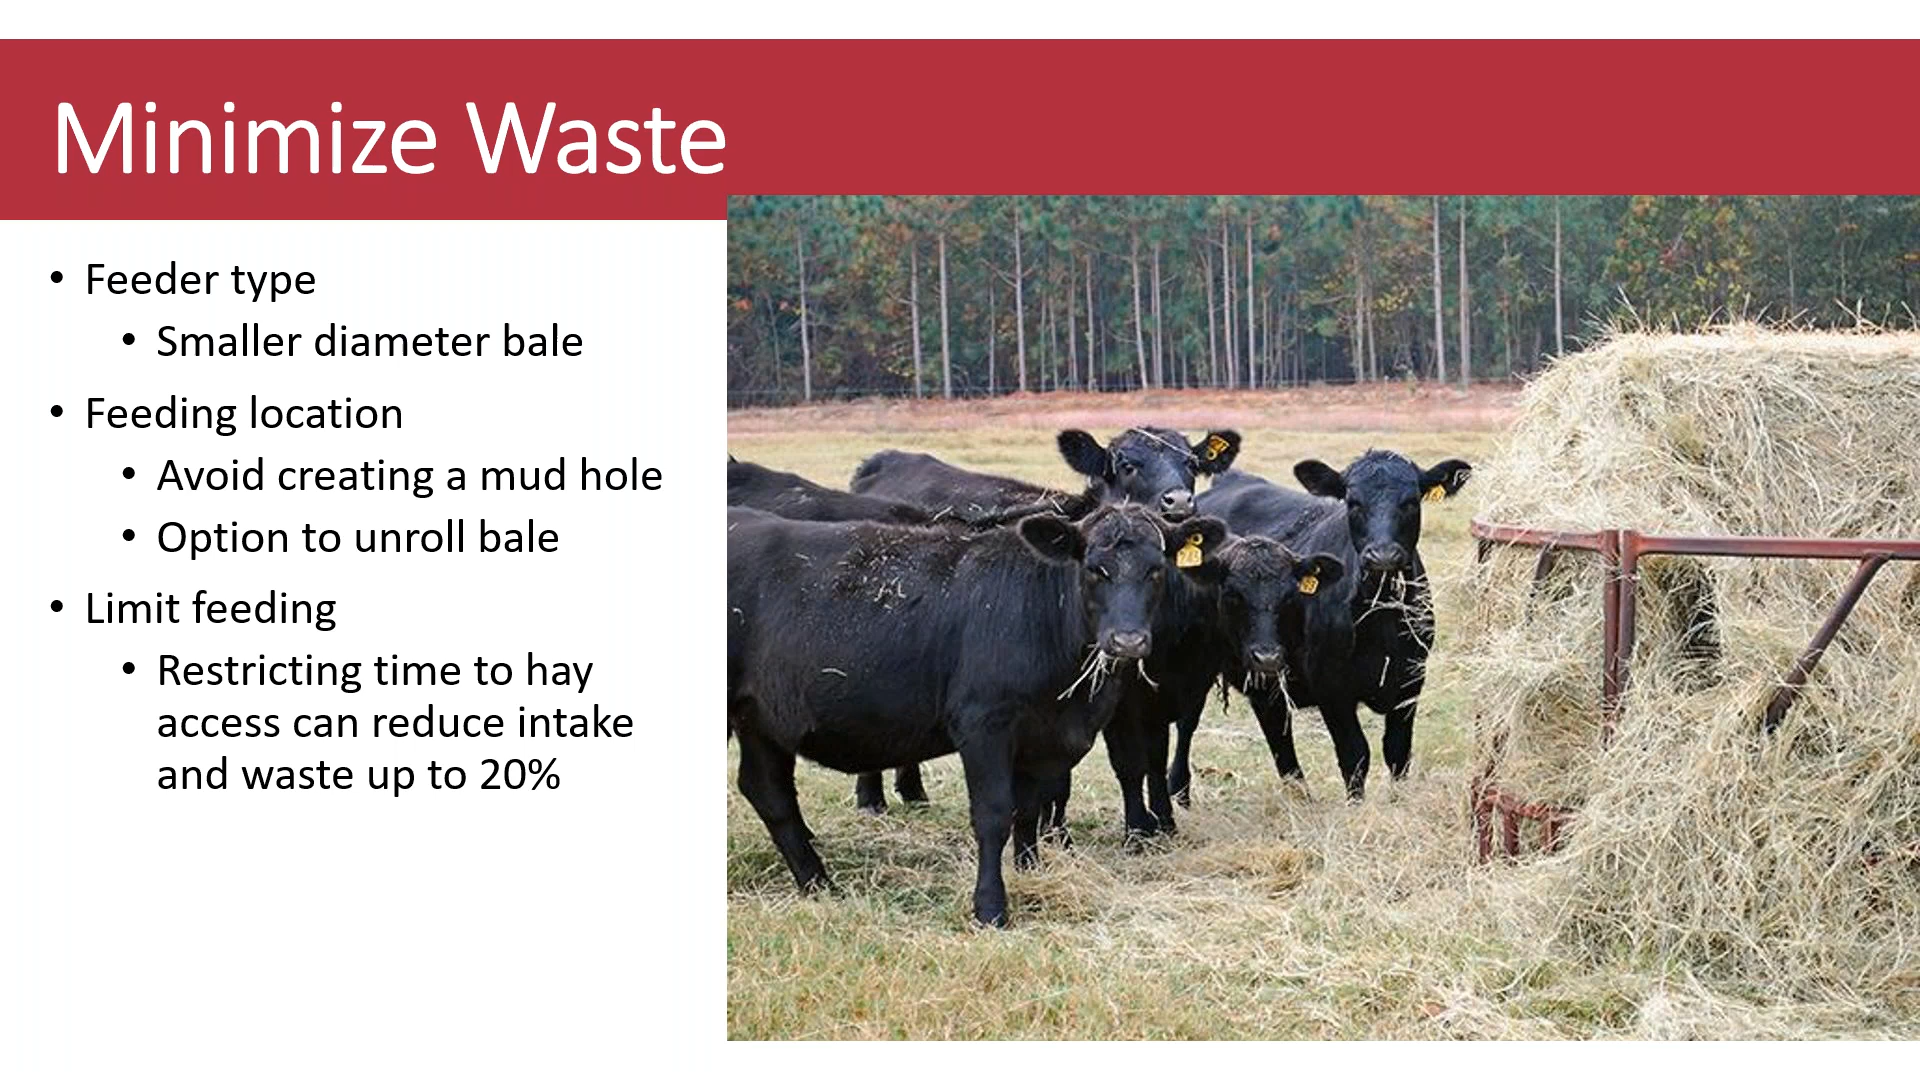 Minimize Waste
• Feeder type
• Smaller diameter bale
• Feeding location
• Avoid creating a mud hole
• Option to unroll bale
• Limit feeding
• Restricting time to hay
access can reduce intake
and waste up to 20%